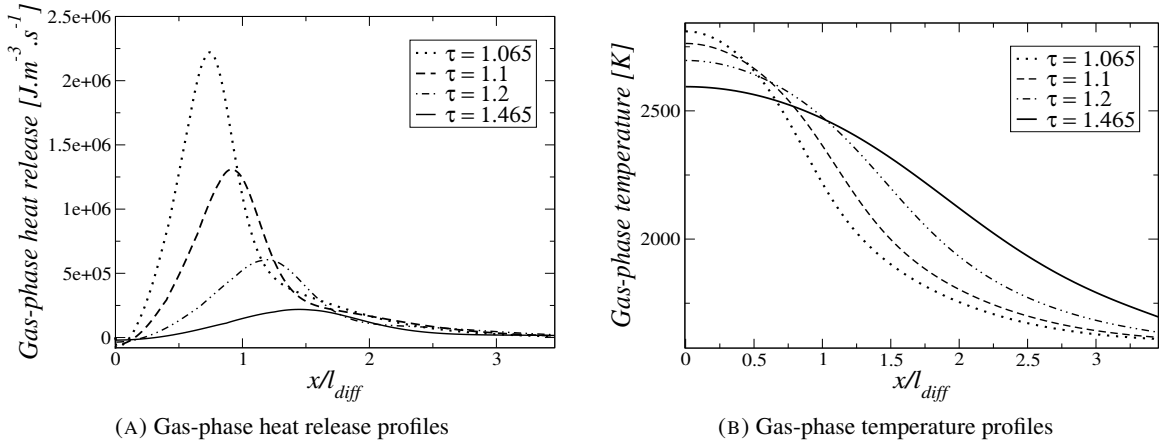 Gas-phase heat release [J.m⁻³.s⁻¹]
2.5e+06
2e+06
1.5e+06
1e+06
5e+05
0
τ = 1.065
τ = 1.1
τ = 1.2
τ = 1.465
0 1 2 3
x/l_diff
(A) Gas-phase heat release profiles
Gas-phase temperature [K]
2500
2000
τ = 1.065
τ = 1.1
τ = 1.2
τ = 1.465
0 0.5 1 1.5 2 2.5 3
x/l_diff
(B) Gas-phase temperature profiles